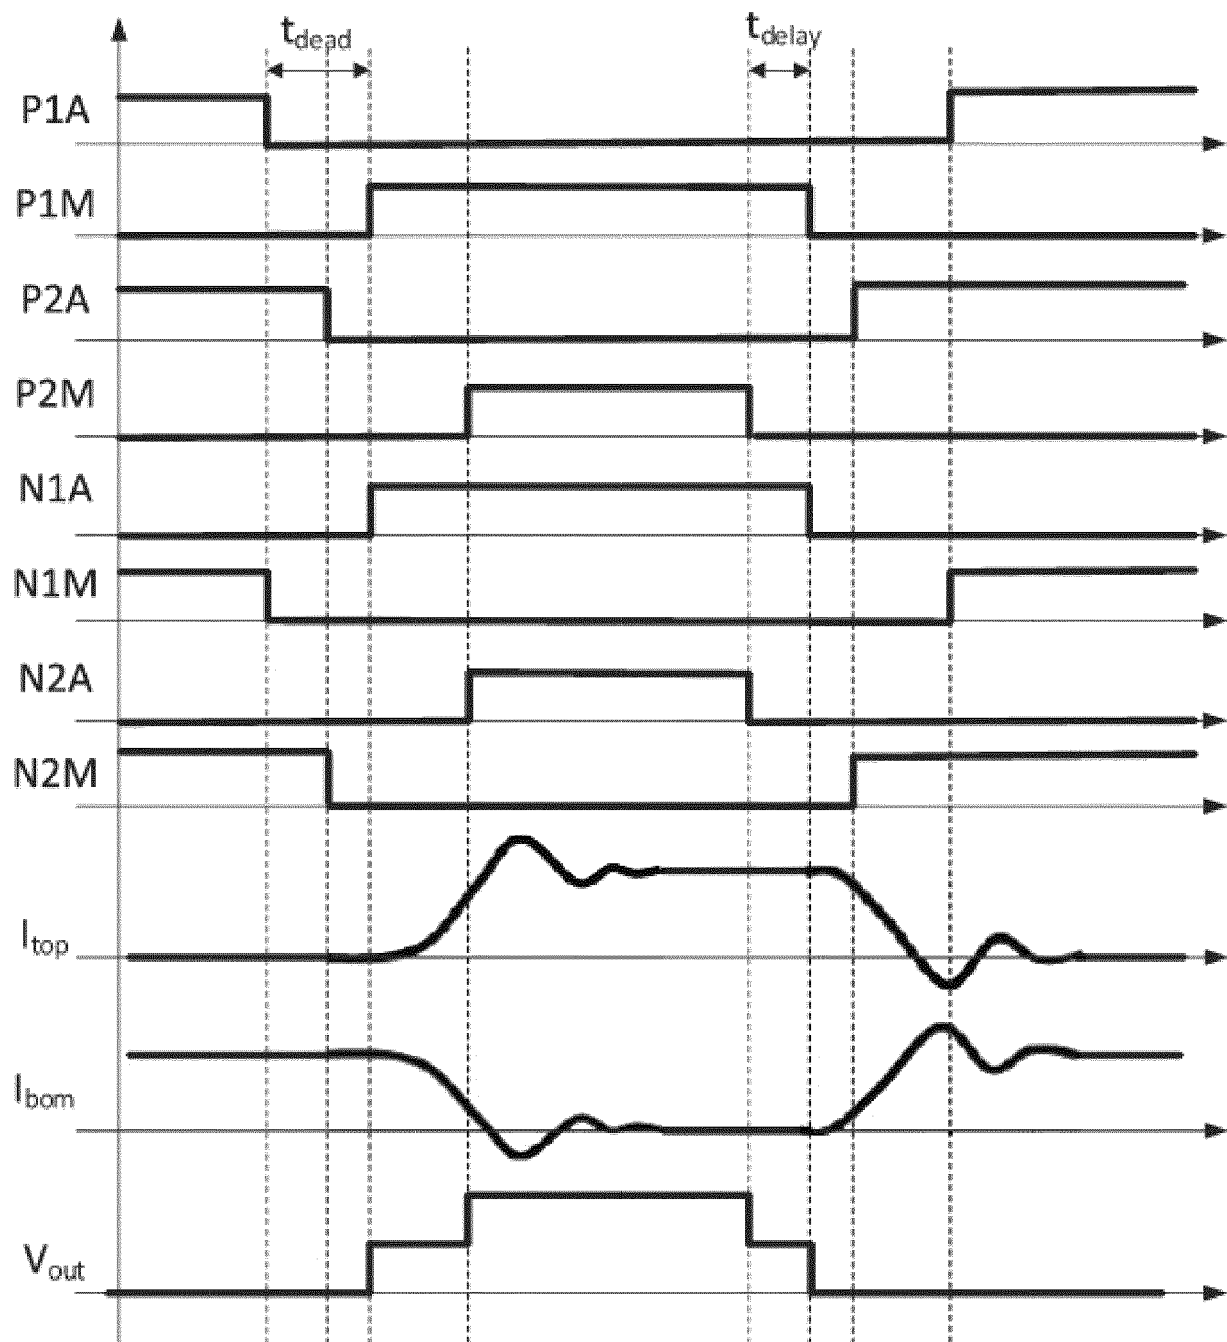 t_dead
t_delay
P1A
P1M
P2A
P2M
N1A
N1M
N2A
N2M
I_top
I_bom
V_out